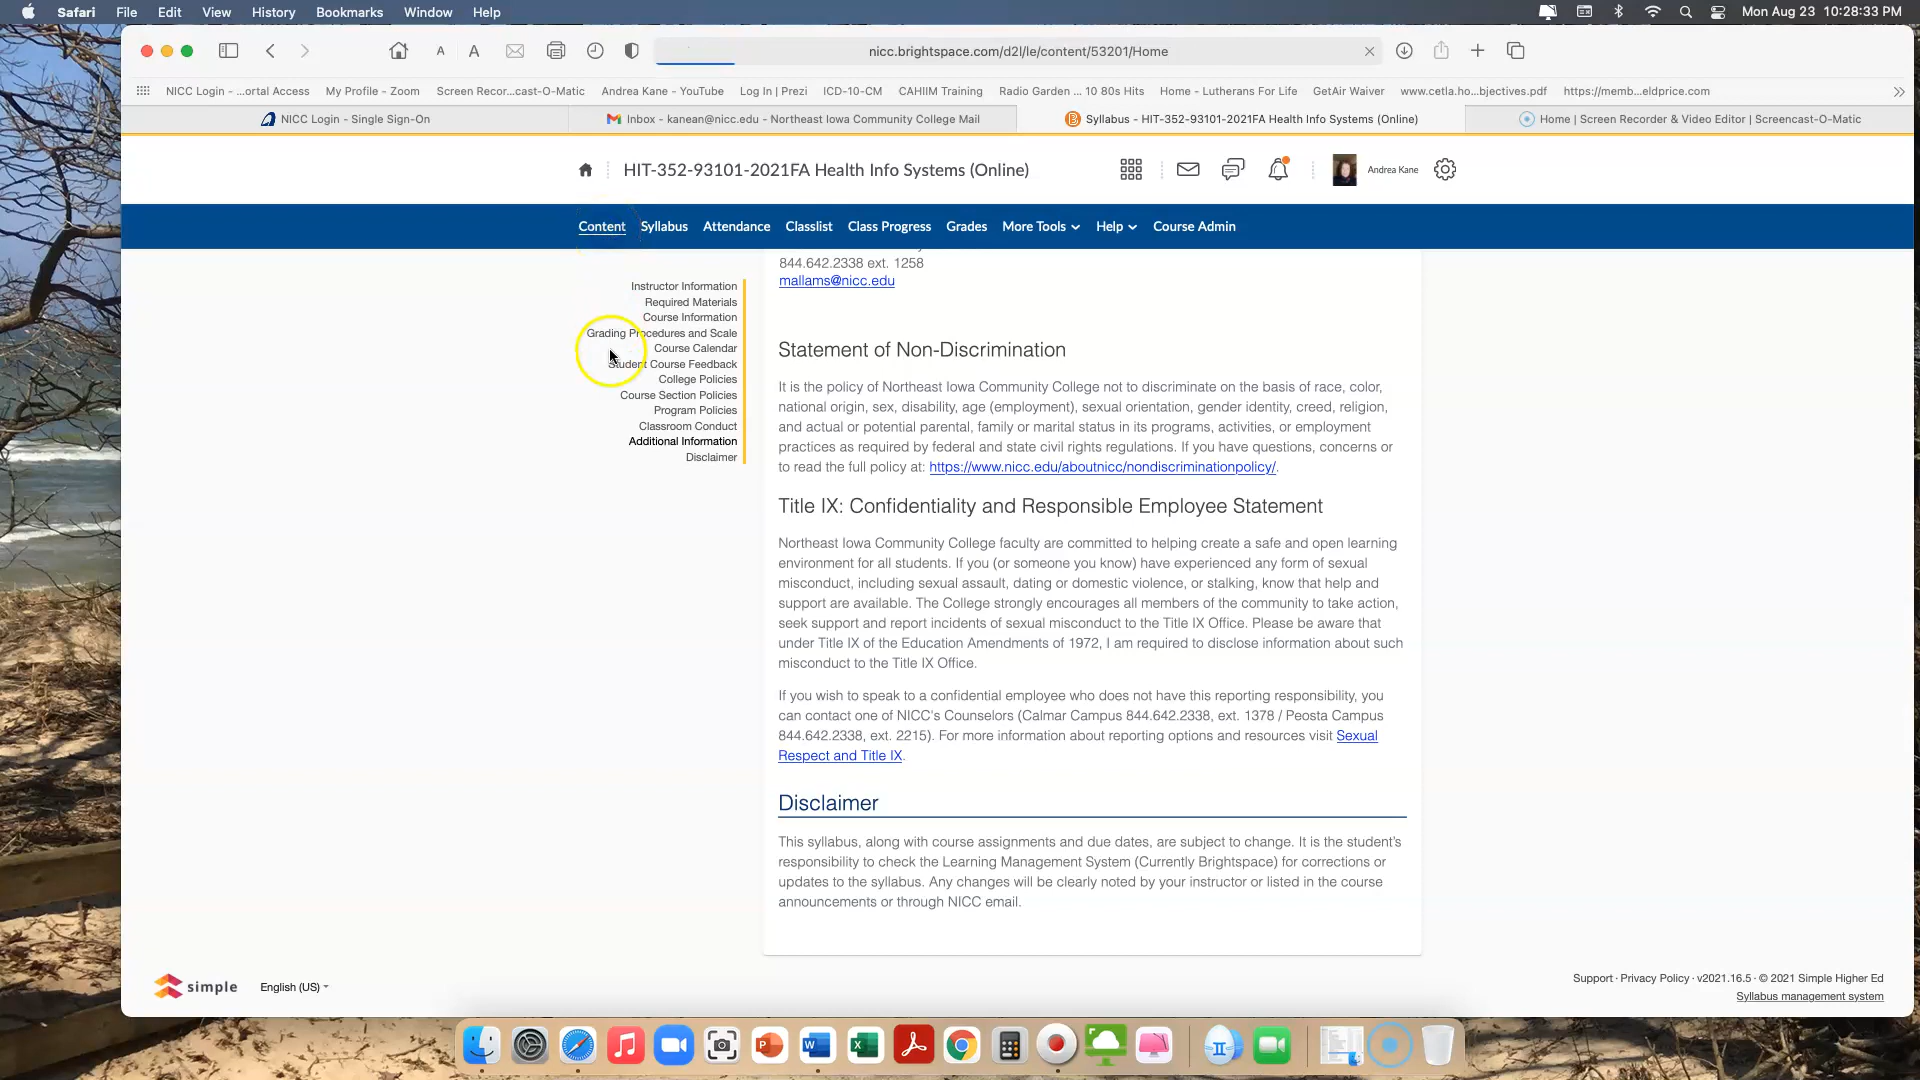 Safari File Edit View History Bookmarks Window Help Mon Aug 23 10:28:33 PM
A A nicc.brightspace.com/d2l/le/content/53201/Home
NICC Login - ...ortal Access My Profile - Zoom Screen Recor...cast-O-Matic Andrea Kane - YouTube Log In | Prezi ICD-10-CM CAHIIM Training Radio Garden ... 10 80s Hits Home - Lutherans For Life GetAir Waiver www.cetla.ho...bjectives.pdf https://memb...eldprice.com
NICC Login - Single Sign-On Inbox - kanean@nicc.edu - Northeast Iowa Community College Mail Syllabus - HIT-352-93101-2021FA Health Info Systems (Online) Home | Screen Recorder & Video Editor | Screencast-O-Matic
HIT-352-93101-2021FA Health Info Systems (Online) Andrea Kane
Content Syllabus Attendance Classlist Class Progress Grades More Tools Help Course Admin
Instructor Information
Required Materials
Course Information
Grading Procedures and Scale
Course Calendar
Student Course Feedback
College Policies
Course Section Policies
Program Policies
Classroom Conduct
Additional Information
Disclaimer
844.642.2338 ext. 1258
mallams@nicc.edu
Statement of Non-Discrimination
It is the policy of Northeast Iowa Community College not to discriminate on the basis of race, color,
national origin, sex, disability, age (employment), sexual orientation, gender identity, creed, religion,
and actual or potential parental, family or marital status in its programs, activities, or employment
practices as required by federal and state civil rights regulations. If you have questions, concerns or
to read the full policy at: https://www.nicc.edu/aboutnicc/nondiscriminationpolicy/.
Title IX: Confidentiality and Responsible Employee Statement
Northeast Iowa Community College faculty are committed to helping create a safe and open learning
environment for all students. If you (or someone you know) have experienced any form of sexual
misconduct, including sexual assault, dating or domestic violence, or stalking, know that help and
support are available. The College strongly encourages all members of the community to take action,
seek support and report incidents of sexual misconduct to the Title IX Office. Please be aware that
under Title IX of the Education Amendments of 1972, I am required to disclose information about such
misconduct to the Title IX Office.
If you wish to speak to a confidential employee who does not have this reporting responsibility, you
can contact one of NICC's Counselors (Calmar Campus 844.642.2338, ext. 1378 / Peosta Campus
844.642.2338, ext. 2215). For more information about reporting options and resources visit Sexual
Respect and Title IX.
Disclaimer
This syllabus, along with course assignments and due dates, are subject to change. It is the student's
responsibility to check the Learning Management System (Currently Brightspace) for corrections or
updates to the syllabus. Any changes will be clearly noted by your instructor or listed in the course
announcements or through NICC email.
simple English (US)
Support · Privacy Policy · v2021.16.5 · © 2021 Simple Higher Ed
Syllabus management system